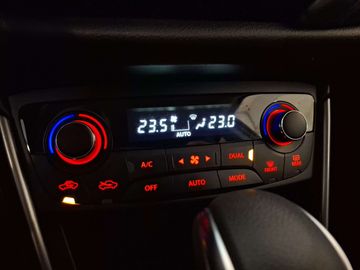 23.5 23.0
AUTO
A/C DUAL
OFF AUTO MODE
FRONT REAR